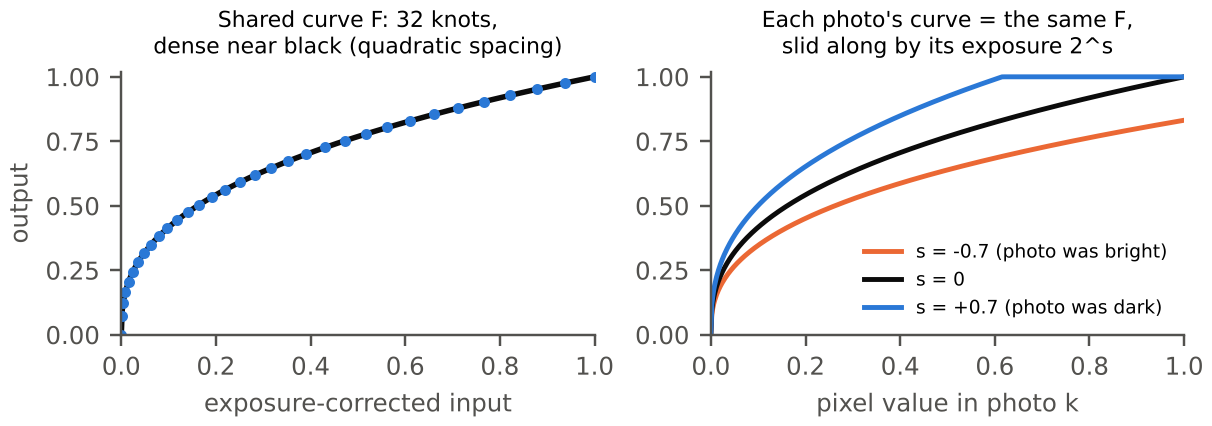 Shared curve F: 32 knots,
dense near black (quadratic spacing)
1.00
0.75
0.50
0.25
0.00
output
0.0 0.2 0.4 0.6 0.8 1.0
exposure-corrected input
Each photo's curve = the same F,
slid along by its exposure 2^s
1.00
0.75
0.50
0.25
0.00
s = -0.7 (photo was bright)
s = 0
s = +0.7 (photo was dark)
0.0 0.2 0.4 0.6 0.8 1.0
pixel value in photo k